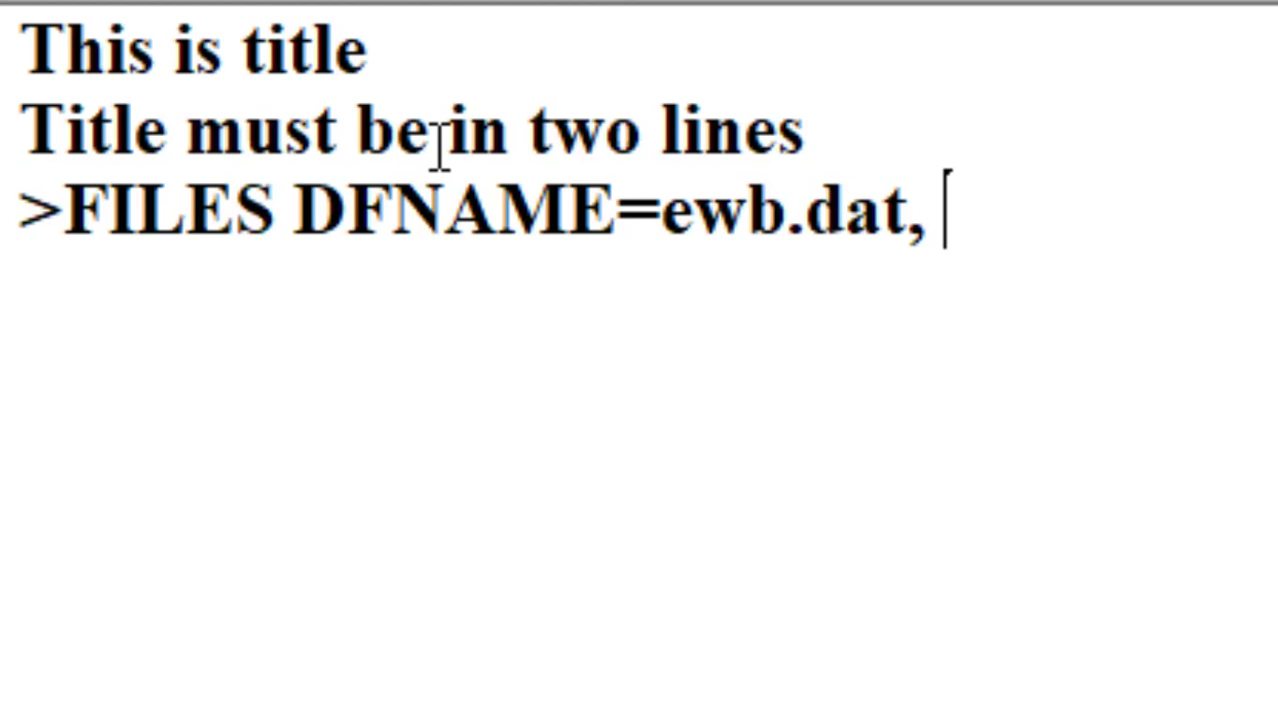 This is title
Title must be in two lines
>FILES DFNAME=ewb.dat,